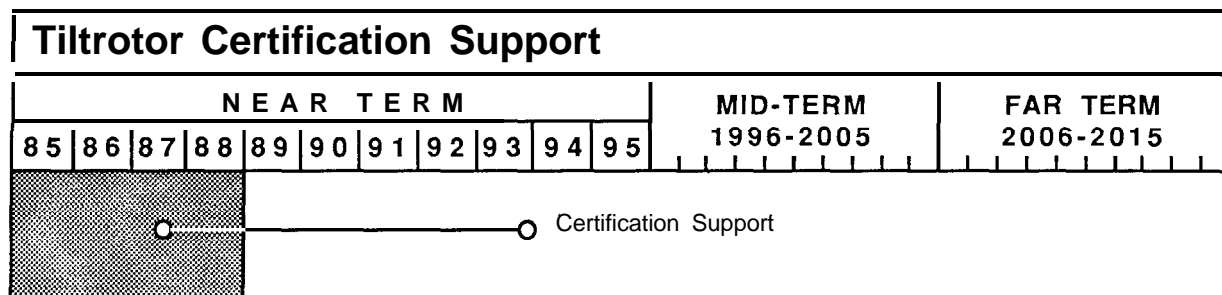 Tiltrotor Certification Support
NEAR TERM
MID-TERM
1996-2005
FAR TERM
2006-2015
85 86 87 88 89 90 91 92 93 94 95
Certification Support